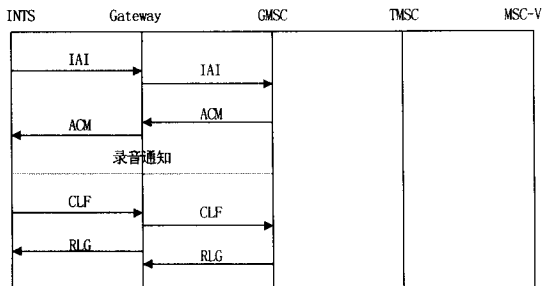 INTS Gateway GMSC TMSC MSC-V
IAI
IAI
ACM
ACM
录音通知
CLF
CLF
RLG
RLG